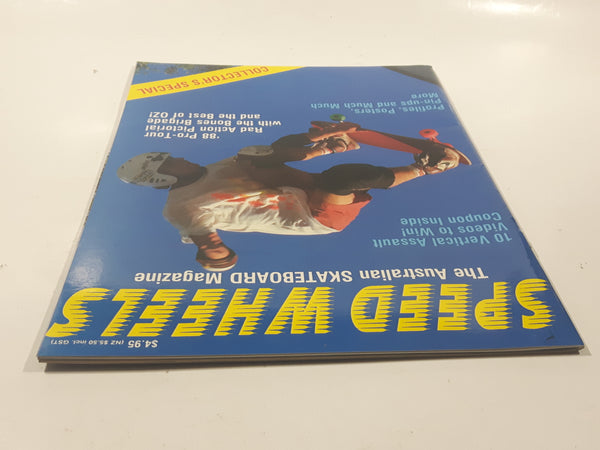 $4.95 (NZ $5.50 incl. GST)
SPEED WHEELS
The Australian SKATEBOARD Magazine
10 Vertical Assault
Videos to Win!
Coupon Inside
'88 Pro-Tour
Rad Action Pictorial
with the Bones Brigade
and the Best of OZ!
Profiles, Posters,
Pin-ups and Much Much
More
COLLECTOR'S SPECIAL